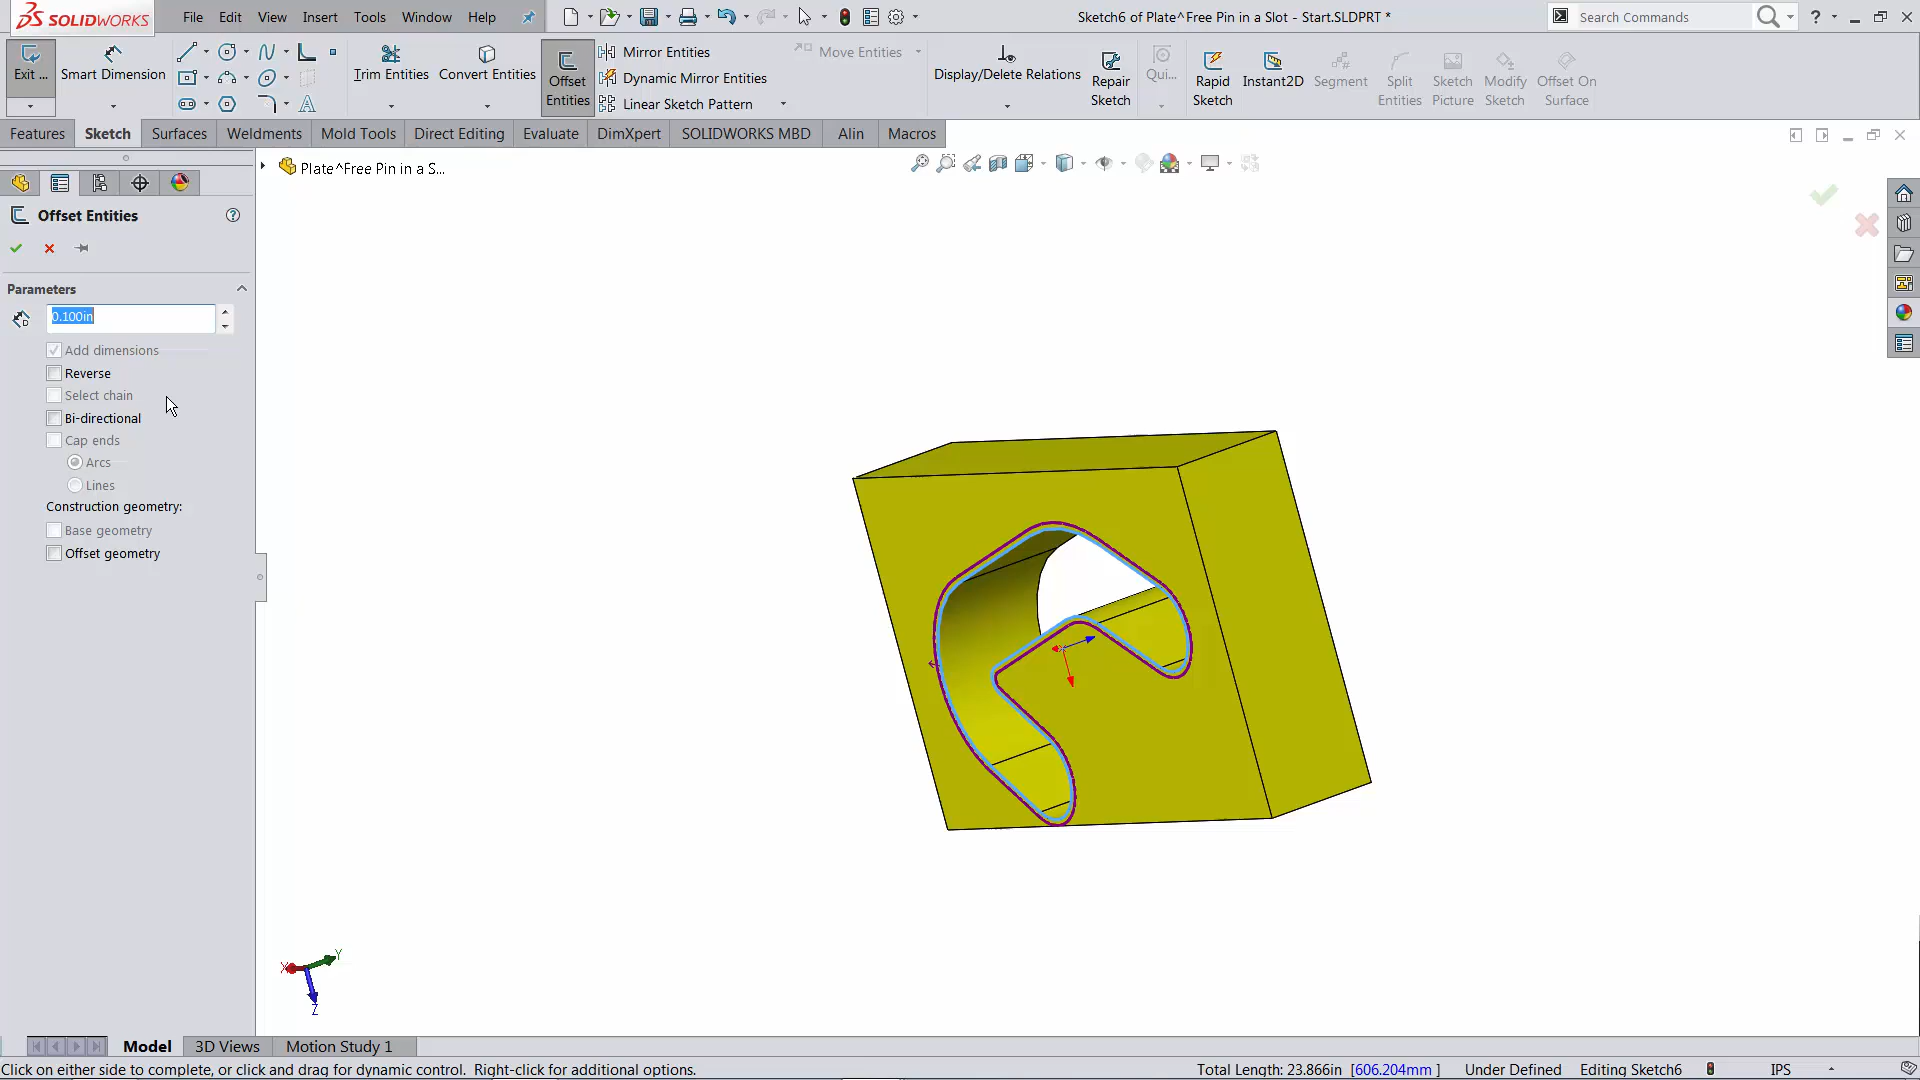 SOLIDWORKS File Edit View Insert Tools Window Help
Sketch6 of Plate^Free Pin in a Slot - Start.SLDPRT *
Search Commands
Exit ...
Smart Dimension
Trim Entities
Convert Entities
Offset
Entities
Mirror Entities
Dynamic Mirror Entities
Linear Sketch Pattern
Move Entities
Display/Delete Relations
Repair
Sketch
Qui...
Rapid
Sketch
Instant2D
Segment
Split
Entities
Sketch
Picture
Modify
Sketch
Offset On
Surface
Features Sketch Surfaces Weldments Mold Tools Direct Editing Evaluate DimXpert SOLIDWORKS MBD Alin Macros
Plate^Free Pin in a S...
Offset Entities
Parameters
0.100in
Add dimensions
Reverse
Select chain
Bi-directional
Cap ends
Arcs
Lines
Construction geometry:
Base geometry
Offset geometry
X
Y
Z
Model 3D Views Motion Study 1
Click on either side to complete, or click and drag for dynamic control. Right-click for additional options.
Total Length: 23.866in [606.204mm ] Under Defined Editing Sketch6 IPS